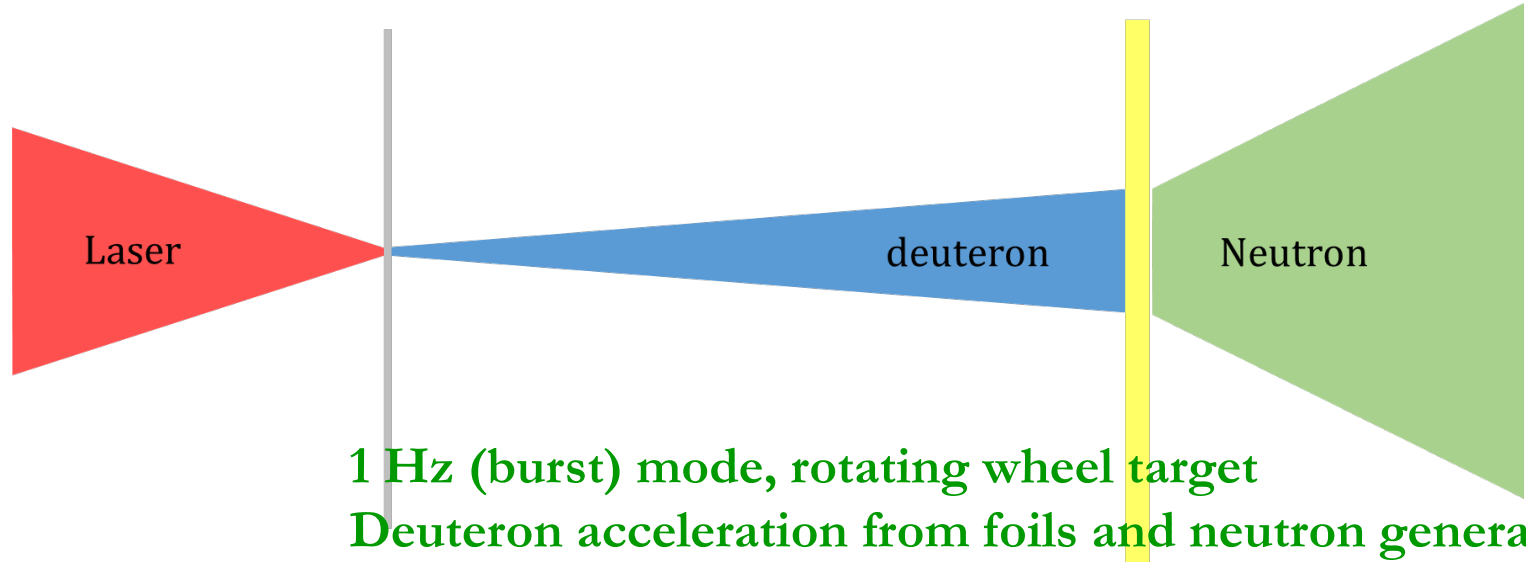 Laser
deuteron
Neutron
1 Hz (burst) mode, rotating wheel target
Deuteron acceleration from foils and neutron genera